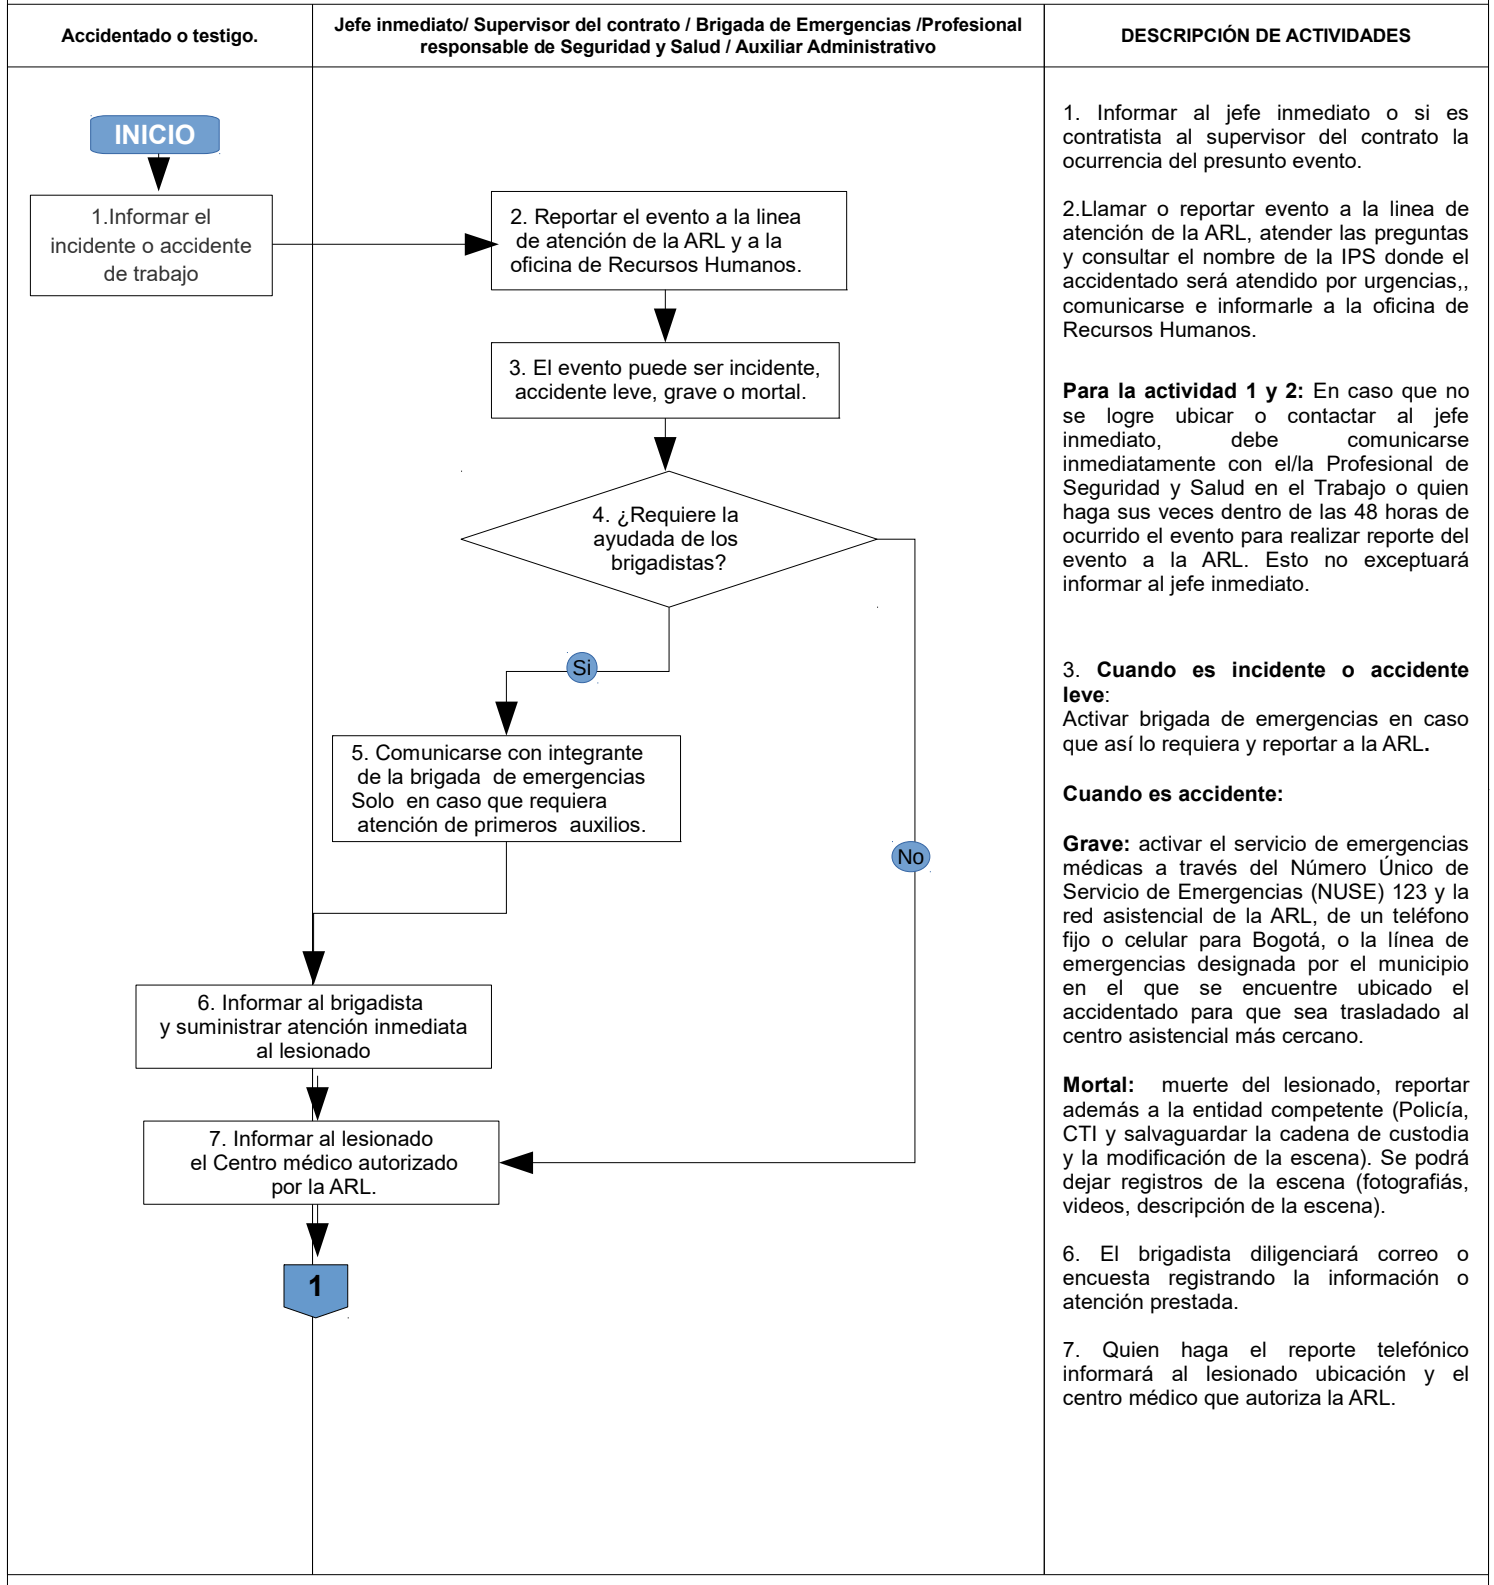 Accidentado o testigo.
Jefe inmediato/ Supervisor del contrato / Brigada de Emergencias /Profesional
responsable de Seguridad y Salud / Auxiliar Administrativo
DESCRIPCIÓN DE ACTIVIDADES
INICIO
1.Informar el
incidente o accidente
de trabajo
2. Reportar el evento a la linea
de atención de la ARL y a la
oficina de Recursos Humanos.
3. El evento puede ser incidente,
accidente leve, grave o mortal.
4. ¿Requiere la
ayudada de los
brigadistas?
Si
No
5. Comunicarse con integrante
de la brigada de emergencias
Solo en caso que requiera
atención de primeros auxilios.
6. Informar al brigadista
y suministrar atención inmediata
al lesionado
7. Informar al lesionado
el Centro médico autorizado
por la ARL.
1
1. Informar al jefe inmediato o si es
contratista al supervisor del contrato la
ocurrencia del presunto evento.
2.Llamar o reportar evento a la linea de
atención de la ARL, atender las preguntas
y consultar el nombre de la IPS donde el
accidentado será atendido por urgencias,,
comunicarse e informarle a la oficina de
Recursos Humanos.
Para la actividad 1 y 2: En caso que no
se logre ubicar o contactar al jefe
inmediato, debe comunicarse
inmediatamente con el/la Profesional de
Seguridad y Salud en el Trabajo o quien
haga sus veces dentro de las 48 horas de
ocurrido el evento para realizar reporte del
evento a la ARL. Esto no exceptuará
informar al jefe inmediato.
3. Cuando es incidente o accidente
leve:
Activar brigada de emergencias en caso
que así lo requiera y reportar a la ARL.
Cuando es accidente:
Grave: activar el servicio de emergencias
médicas a través del Número Único de
Servicio de Emergencias (NUSE) 123 y la
red asistencial de la ARL, de un teléfono
fijo o celular para Bogotá, o la línea de
emergencias designada por el municipio
en el que se encuentre ubicado el
accidentado para que sea trasladado al
centro asistencial más cercano.
Mortal: muerte del lesionado, reportar
además a la entidad competente (Policía,
CTI y salvaguardar la cadena de custodia
y la modificación de la escena). Se podrá
dejar registros de la escena (fotografiás,
videos, descripción de la escena).
6. El brigadista diligenciará correo o
encuesta registrando la información o
atención prestada.
7. Quien haga el reporte telefónico
informará al lesionado ubicación y el
centro médico que autoriza la ARL.